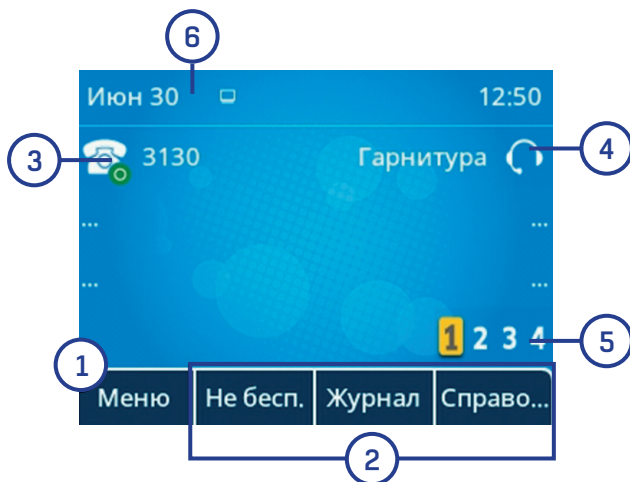 6
Июн 30 12:50
3 3130 Гарнитура 4
... ...
... ...
1 2 3 4 5
1
Меню Не бесп. Журнал Справо...
2